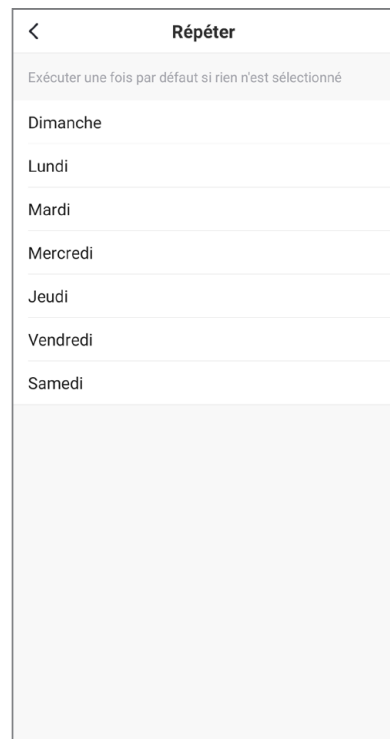 Répéter
Exécuter une fois par défaut si rien n'est sélectionné
Dimanche
Lundi
Mardi
Mercredi
Jeudi
Vendredi
Samedi